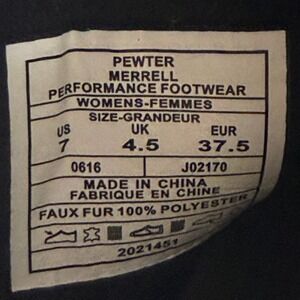 PEWTER
MERRELL
PERFORMANCE FOOTWEAR
WOMENS-FEMMES
SIZE-GRANDEUR
US UK EUR
7 4.5 37.5
0616 J02170
MADE IN CHINA
FABRIQUE EN CHINE
FAUX FUR 100% POLYESTER
2021451